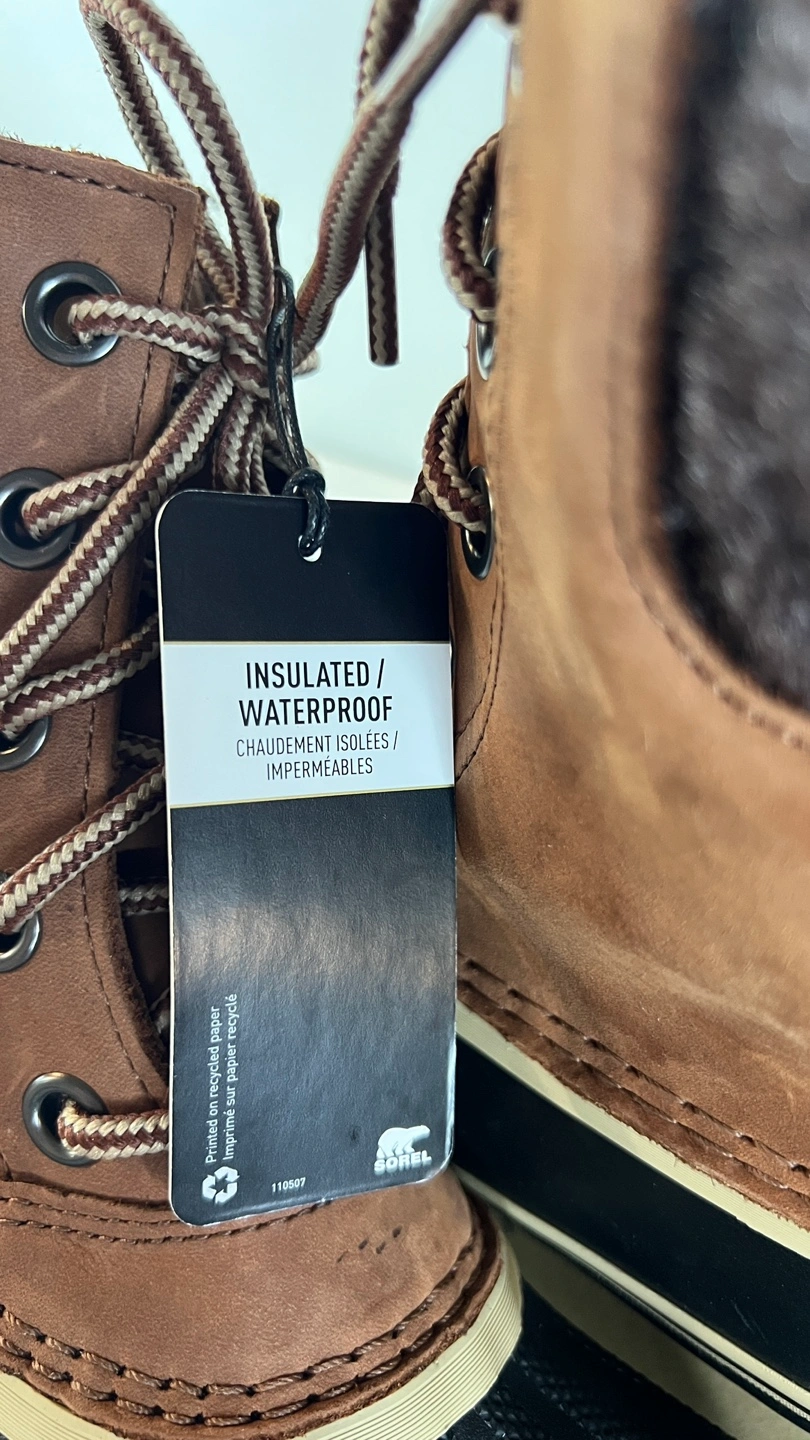 INSULATED /
WATERPROOF
CHAUDEMENT ISOLÉES /
IMPERMÉABLES
Printed on recycled paper
Imprimé sur papier recyclé
110507
SOREL